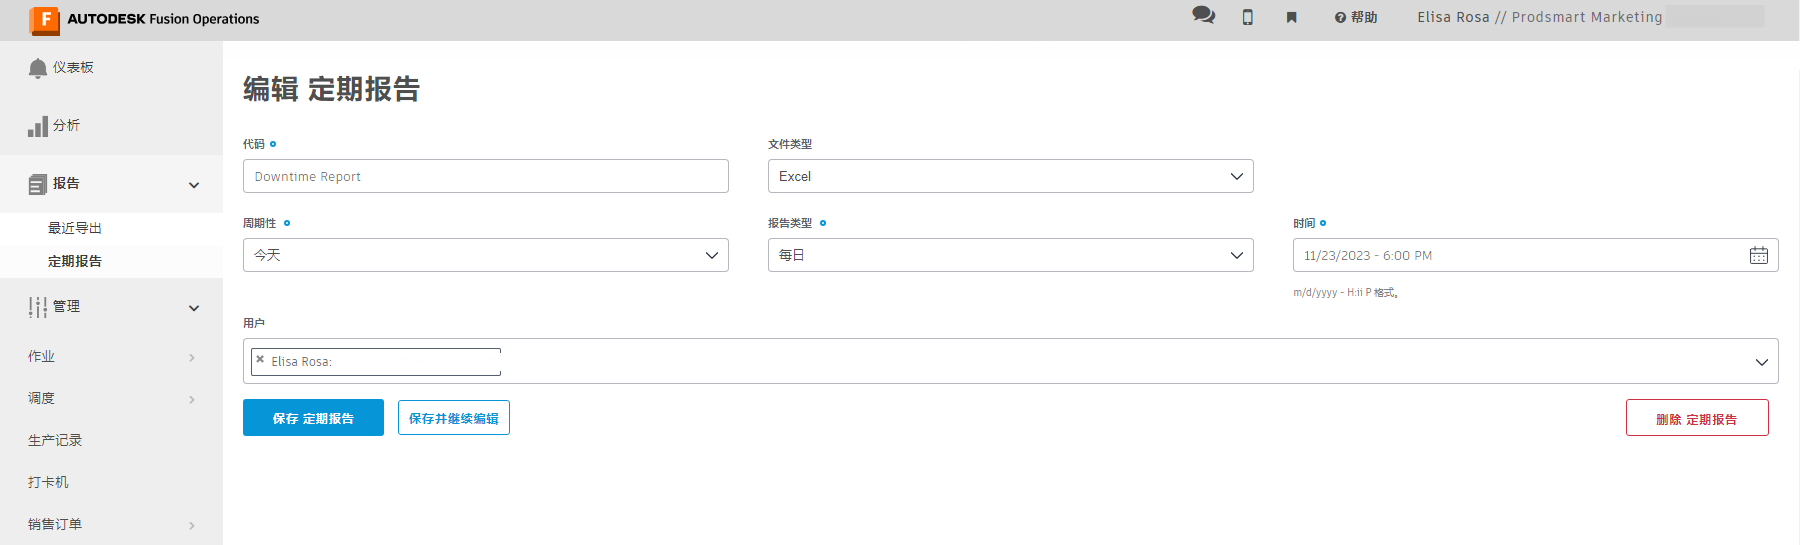 AUTODESK Fusion Operations
帮助
Elisa Rosa // Prodsmart Marketing
仪表板
分析
报告
最近导出
定期报告
管理
作业
调度
生产记录
打卡机
销售订单
编辑 定期报告
代码
文件类型
Downtime Report
Excel
周期性
报告类型
时间
今天
每日
11/23/2023 - 6:00 PM
m/d/yyyy - H:ii P 格式。
用户
Elisa Rosa:
保存 定期报告
保存并继续编辑
删除 定期报告